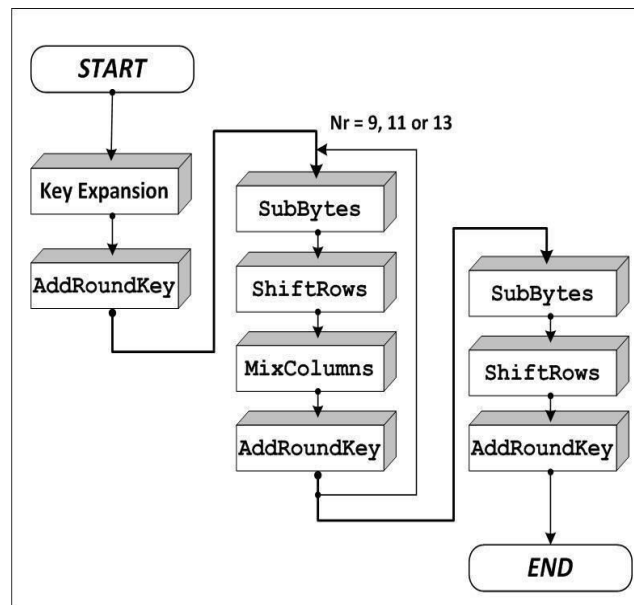 START
Key Expansion
AddRoundKey
Nr = 9, 11 or 13
SubBytes
ShiftRows
MixColumns
AddRoundKey
SubBytes
ShiftRows
AddRoundKey
END